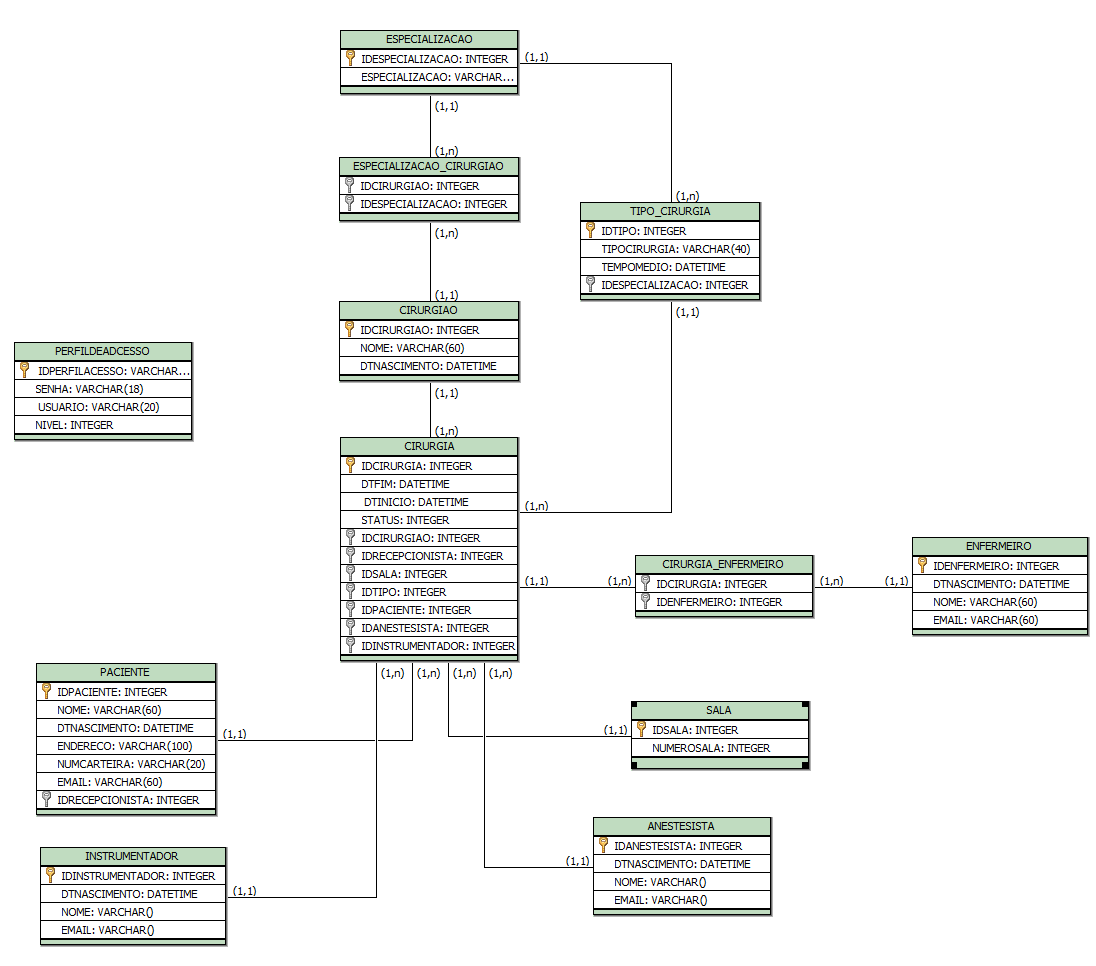 ESPECIALIZACAO
IDESPECIALIZACAO: INTEGER
ESPECIALIZACAO: VARCHAR...
(1,1)
(1,1)
(1,n)
ESPECIALIZACAO_CIRURGIAO
IDCIRURGIAO: INTEGER
IDESPECIALIZACAO: INTEGER
(1,n)
(1,n)
TIPO_CIRURGIA
IDTIPO: INTEGER
TIPOCIRURGIA: VARCHAR(40)
TEMPOMEDIO: DATETIME
IDESPECIALIZACAO: INTEGER
(1,1)
(1,1)
CIRURGIAO
IDCIRURGIAO: INTEGER
NOME: VARCHAR(60)
DTNASCIMENTO: DATETIME
(1,1)
(1,n)
PERFILDEADCESSO
IDPERFILACESSO: VARCHAR...
SENHA: VARCHAR(18)
USUARIO: VARCHAR(20)
NIVEL: INTEGER
CIRURGIA
IDCIRURGIA: INTEGER
DTFIM: DATETIME
DTINICIO: DATETIME
STATUS: INTEGER
IDCIRURGIAO: INTEGER
IDRECEPCIONISTA: INTEGER
IDSALA: INTEGER
IDTIPO: INTEGER
IDPACIENTE: INTEGER
IDANESTESISTA: INTEGER
IDINSTRUMENTADOR: INTEGER
(1,n)
(1,1)
(1,n)
CIRURGIA_ENFERMEIRO
IDCIRURGIA: INTEGER
IDENFERMEIRO: INTEGER
(1,n)
(1,1)
ENFERMEIRO
IDENFERMEIRO: INTEGER
DTNASCIMENTO: DATETIME
NOME: VARCHAR(60)
EMAIL: VARCHAR(60)
(1,n)
(1,n)
(1,n)
(1,n)
PACIENTE
IDPACIENTE: INTEGER
NOME: VARCHAR(60)
DTNASCIMENTO: DATETIME
ENDERECO: VARCHAR(100)
NUMCARTEIRA: VARCHAR(20)
EMAIL: VARCHAR(60)
IDRECEPCIONISTA: INTEGER
(1,1)
(1,1)
SALA
IDSALA: INTEGER
NUMEROSALA: INTEGER
INSTRUMENTADOR
IDINSTRUMENTADOR: INTEGER
DTNASCIMENTO: DATETIME
NOME: VARCHAR()
EMAIL: VARCHAR()
(1,1)
(1,1)
ANESTESISTA
IDANESTESISTA: INTEGER
DTNASCIMENTO: DATETIME
NOME: VARCHAR()
EMAIL: VARCHAR()